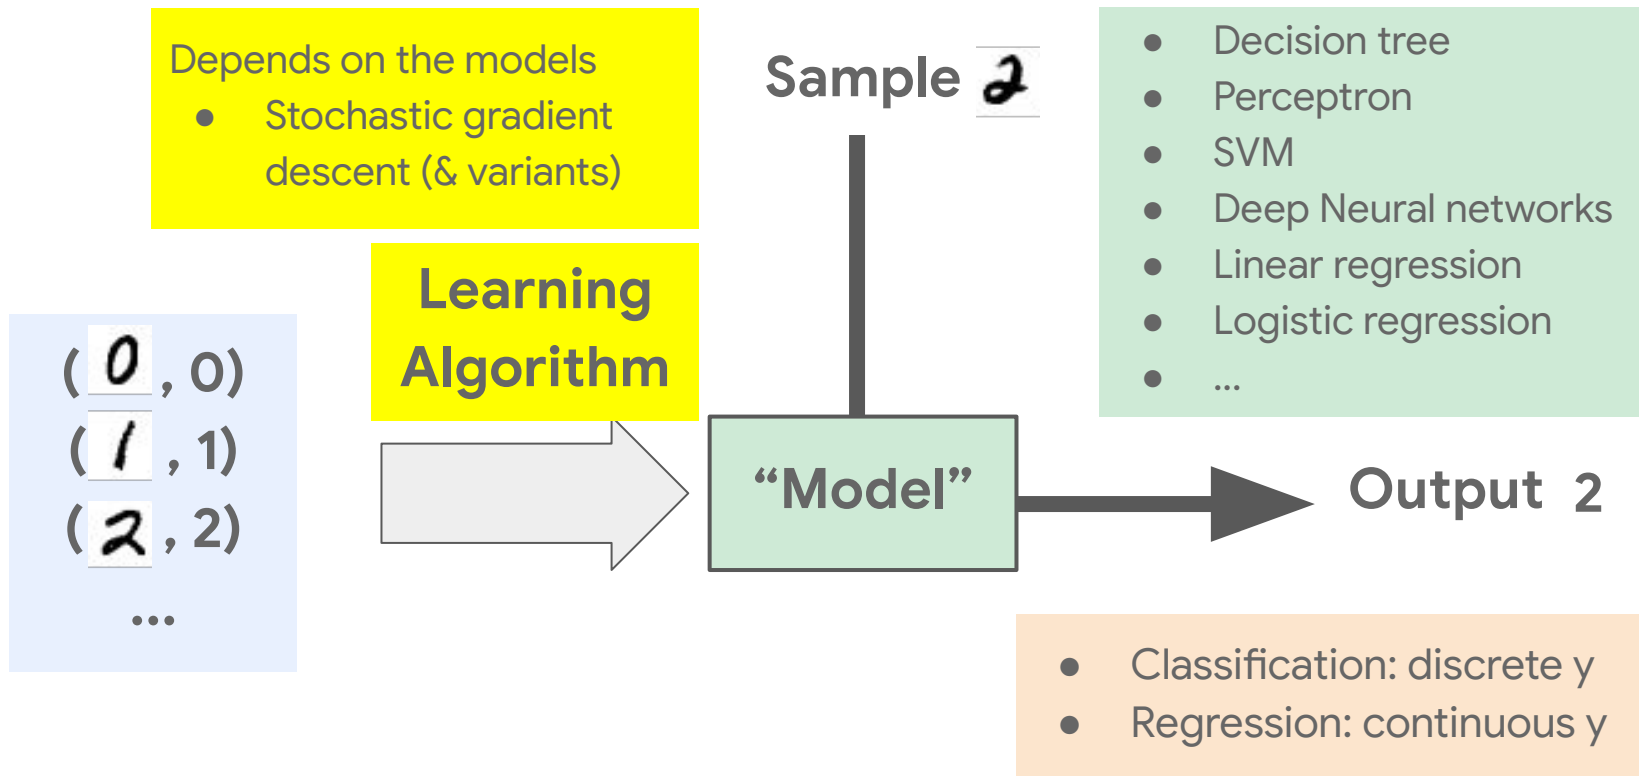 Depends on the models
● Stochastic gradient
descent (& variants)
Learning
Algorithm
(0, 0)
(1, 1)
(2, 2)
...
Sample 2
“Model”
Output 2
● Decision tree
● Perceptron
● SVM
● Deep Neural networks
● Linear regression
● Logistic regression
● ...
● Classification: discrete y
● Regression: continuous y